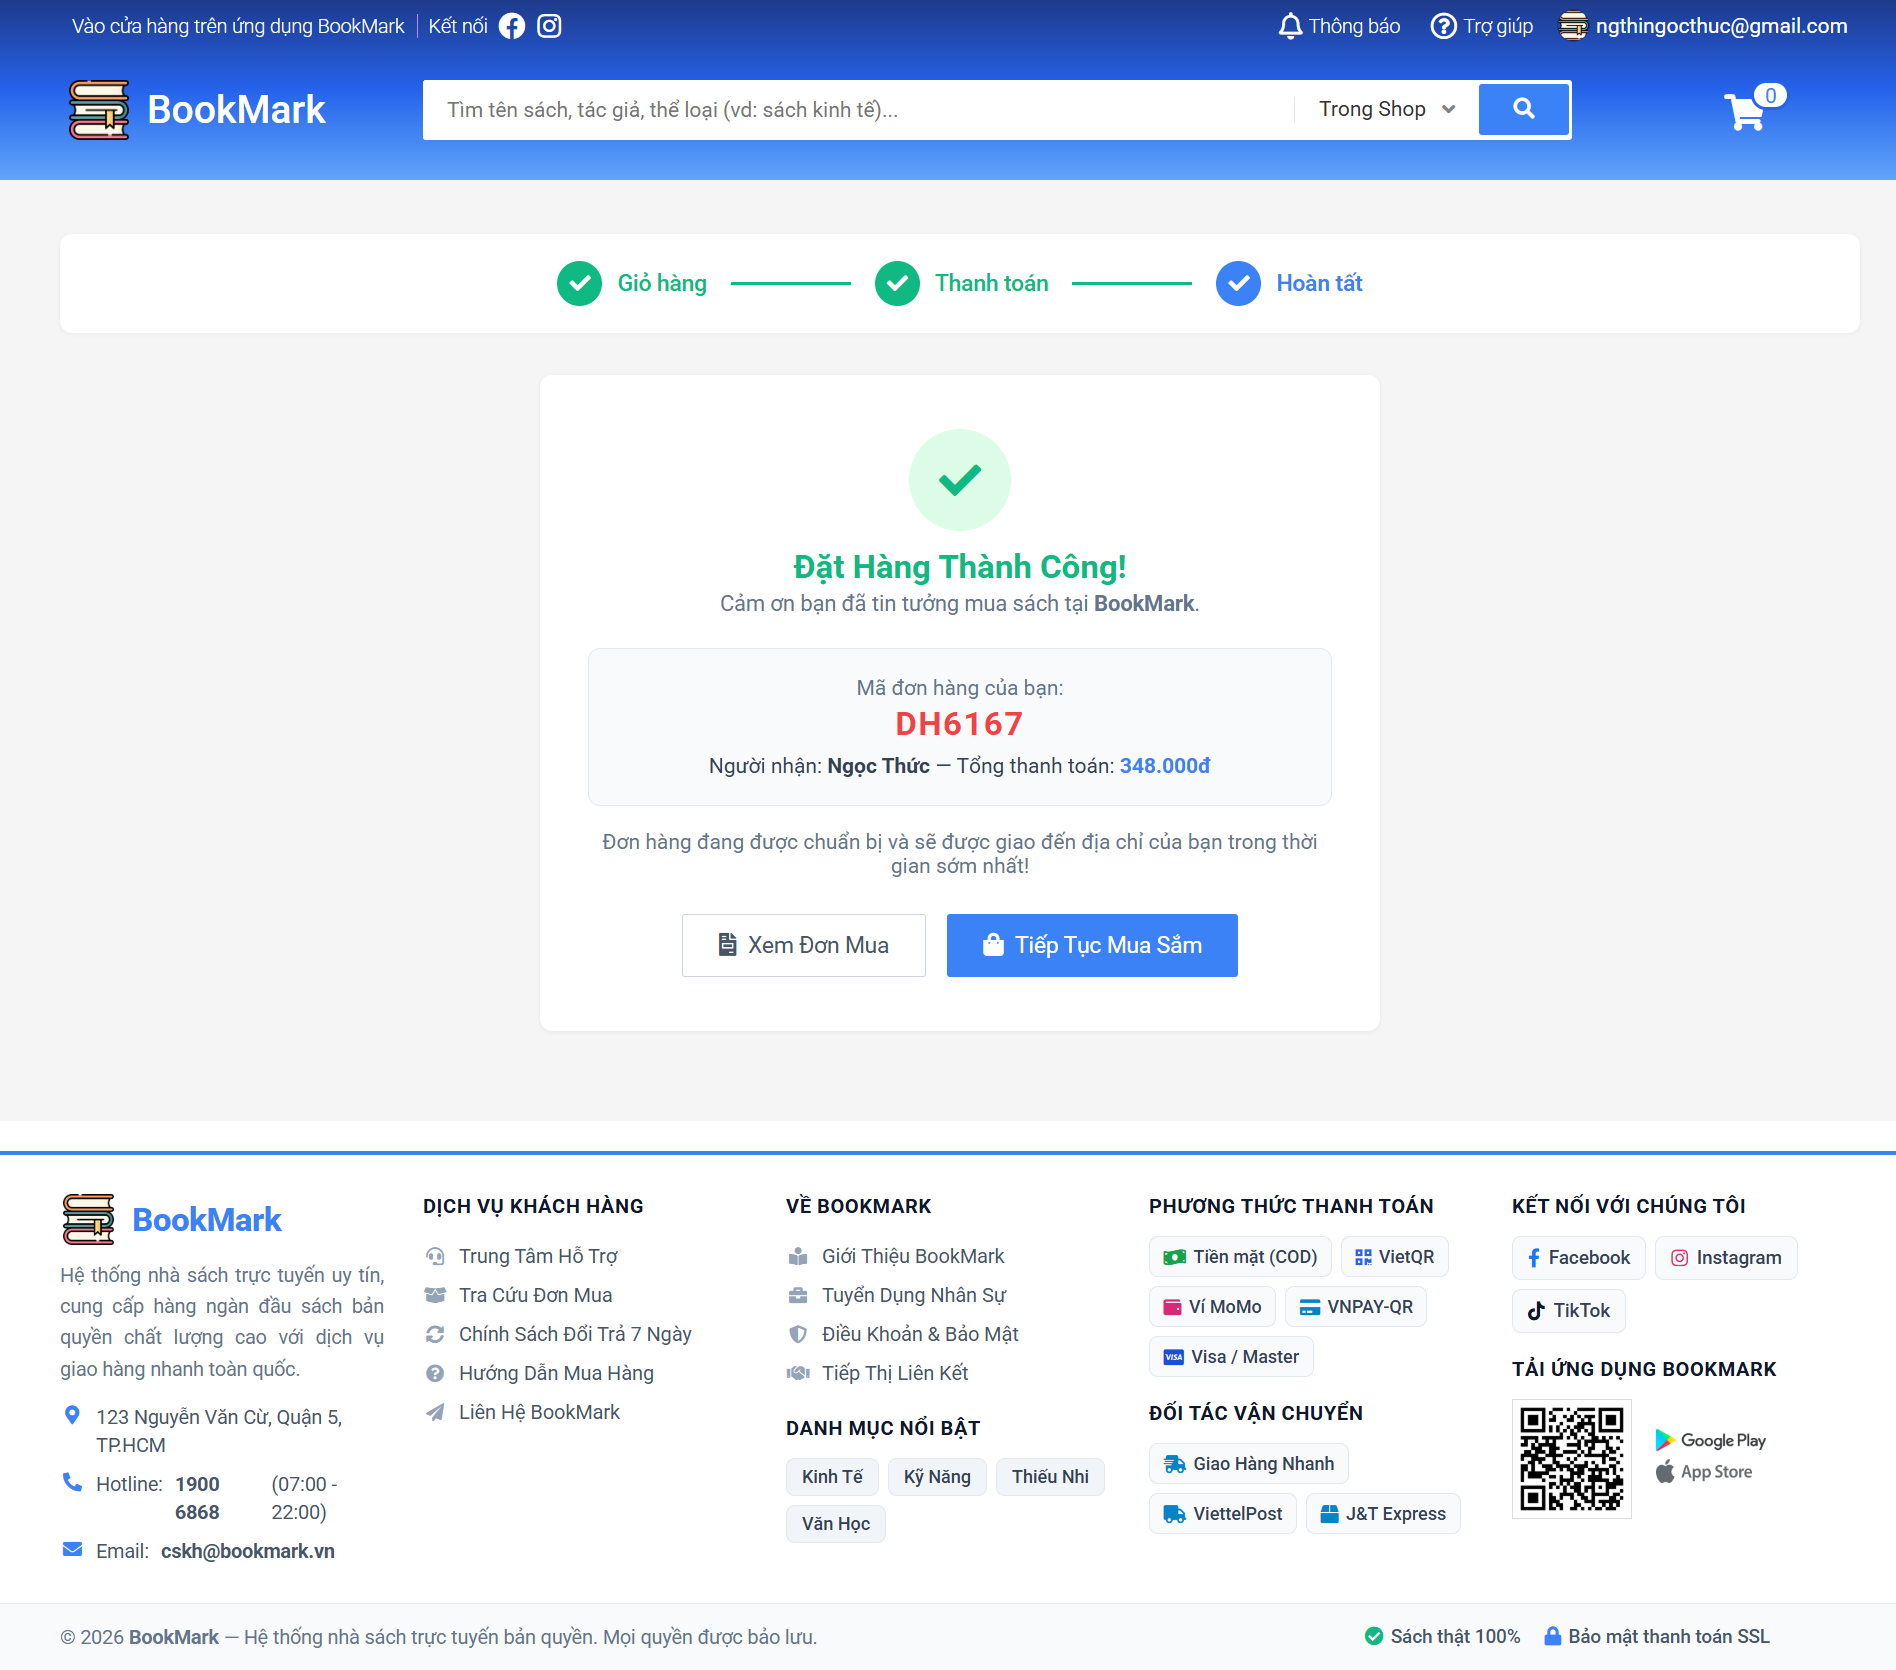 Vào cửa hàng trên ứng dụng BookMark
Kết nối
Thông báo
Trợ giúp
ngthingocthuc@gmail.com
BookMark
Tìm tên sách, tác giả, thể loại (vd: sách kinh tế)...
Trong Shop
0
Giỏ hàng
Thanh toán
Hoàn tất
Đặt Hàng Thành Công!
Cảm ơn bạn đã tin tưởng mua sách tại BookMark.
Mã đơn hàng của bạn:
DH6167
Người nhận: Ngọc Thức — Tổng thanh toán: 348.000đ
Đơn hàng đang được chuẩn bị và sẽ được giao đến địa chỉ của bạn trong thời
gian sớm nhất!
Xem Đơn Mua
Tiếp Tục Mua Sắm
BookMark
Hệ thống nhà sách trực tuyến uy tín,
cung cấp hàng ngàn đầu sách bản
quyền chất lượng cao với dịch vụ
giao hàng nhanh toàn quốc.
123 Nguyễn Văn Cừ, Quận 5,
TP.HCM
Hotline: 1900 (07:00 -
6868 22:00)
Email: cskh@bookmark.vn
DỊCH VỤ KHÁCH HÀNG
Trung Tâm Hỗ Trợ
Tra Cứu Đơn Mua
Chính Sách Đổi Trả 7 Ngày
Hướng Dẫn Mua Hàng
Liên Hệ BookMark
VỀ BOOKMARK
Giới Thiệu BookMark
Tuyển Dụng Nhân Sự
Điều Khoản & Bảo Mật
Tiếp Thị Liên Kết
DANH MỤC NỔI BẬT
Kinh Tế
Kỹ Năng
Thiếu Nhi
Văn Học
PHƯƠNG THỨC THANH TOÁN
Tiền mặt (COD)
VietQR
Ví MoMo
VNPAY-QR
VISA
Visa / Master
ĐỐI TÁC VẬN CHUYỂN
Giao Hàng Nhanh
ViettelPost
J&T Express
KẾT NỐI VỚI CHÚNG TÔI
Facebook
Instagram
TikTok
TẢI ỨNG DỤNG BOOKMARK
Google Play
App Store
© 2026 BookMark — Hệ thống nhà sách trực tuyến bản quyền. Mọi quyền được bảo lưu.
Sách thật 100%
Bảo mật thanh toán SSL